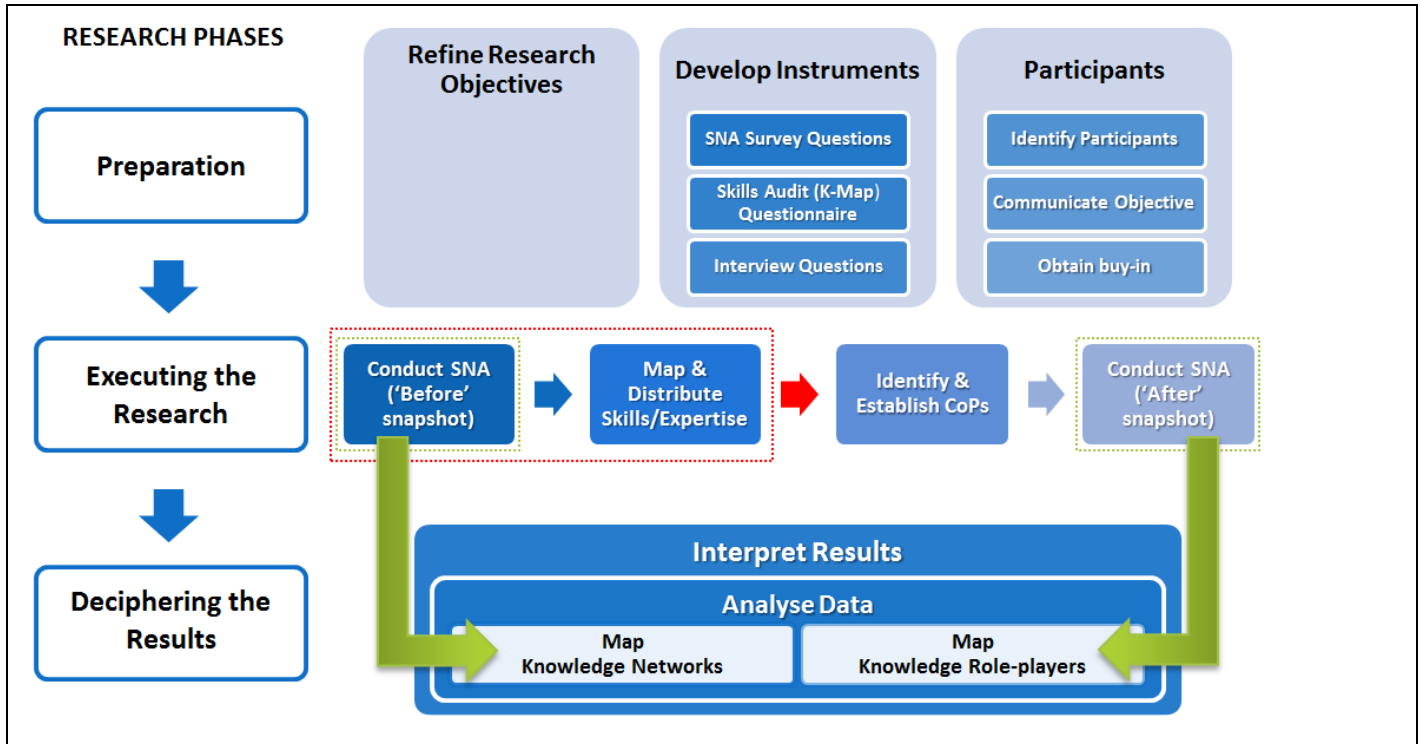 RESEARCH PHASES
Refine Research
Objectives
Develop Instruments
Participants
Preparation
SNA Survey Questions
Skills Audit (K-Map)
Questionnaire
Interview Questions
Identify Participants
Communicate Objective
Obtain buy-in
Executing the
Research
Conduct SNA
(‘Before’
snapshot)
Map &
Distribute
Skills/Expertise
Identify &
Establish CoPs
Conduct SNA
(‘After’
snapshot)
Deciphering the
Results
Interpret Results
Analyse Data
Map
Knowledge Networks
Map
Knowledge Role-players